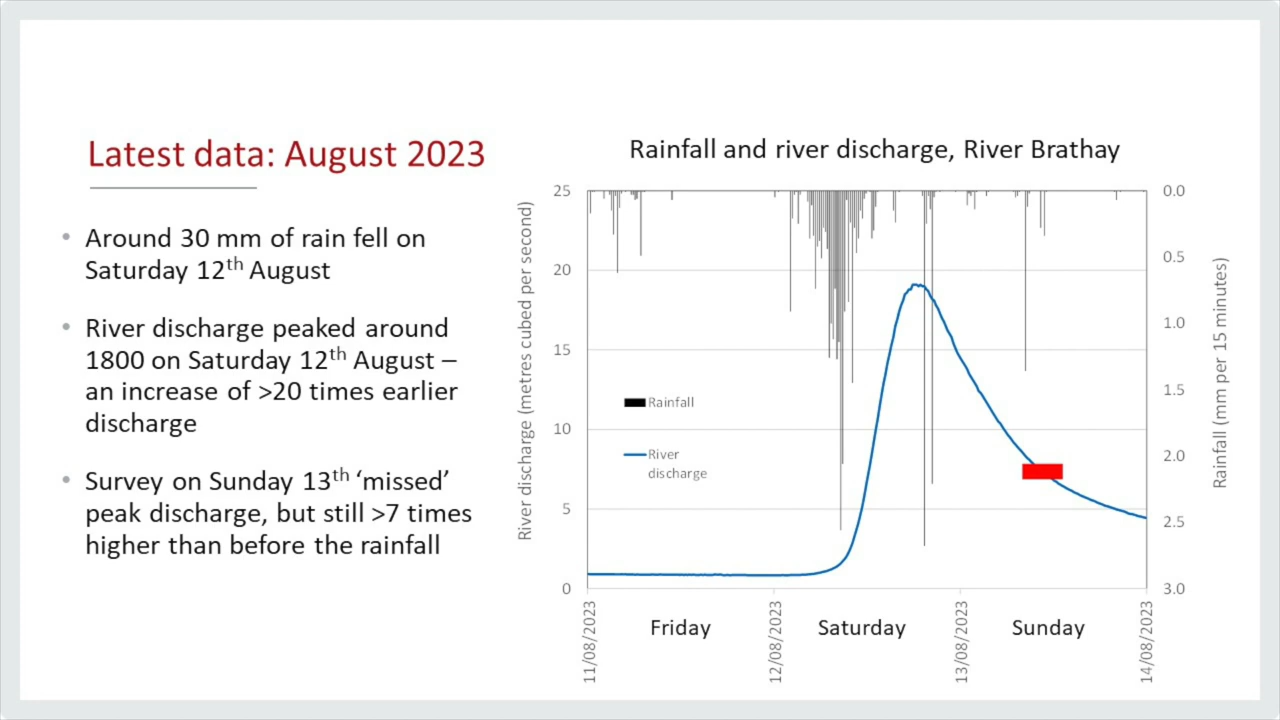 Latest data: August 2023
Around 30 mm of rain fell on
Saturday 12th August
River discharge peaked around
1800 on Saturday 12th August –
an increase of >20 times earlier
discharge
Survey on Sunday 13th ‘missed’
peak discharge, but still >7 times
higher than before the rainfall
Rainfall and river discharge, River Brathay
River discharge (metres cubed per second)
25
20
15
10
5
0
Rainfall
River
discharge
0.0
0.5
1.0
1.5
2.0
2.5
3.0
Rainfall (mm per 15 minutes)
11/08/2023
12/08/2023
13/08/2023
14/08/2023
Friday
Saturday
Sunday